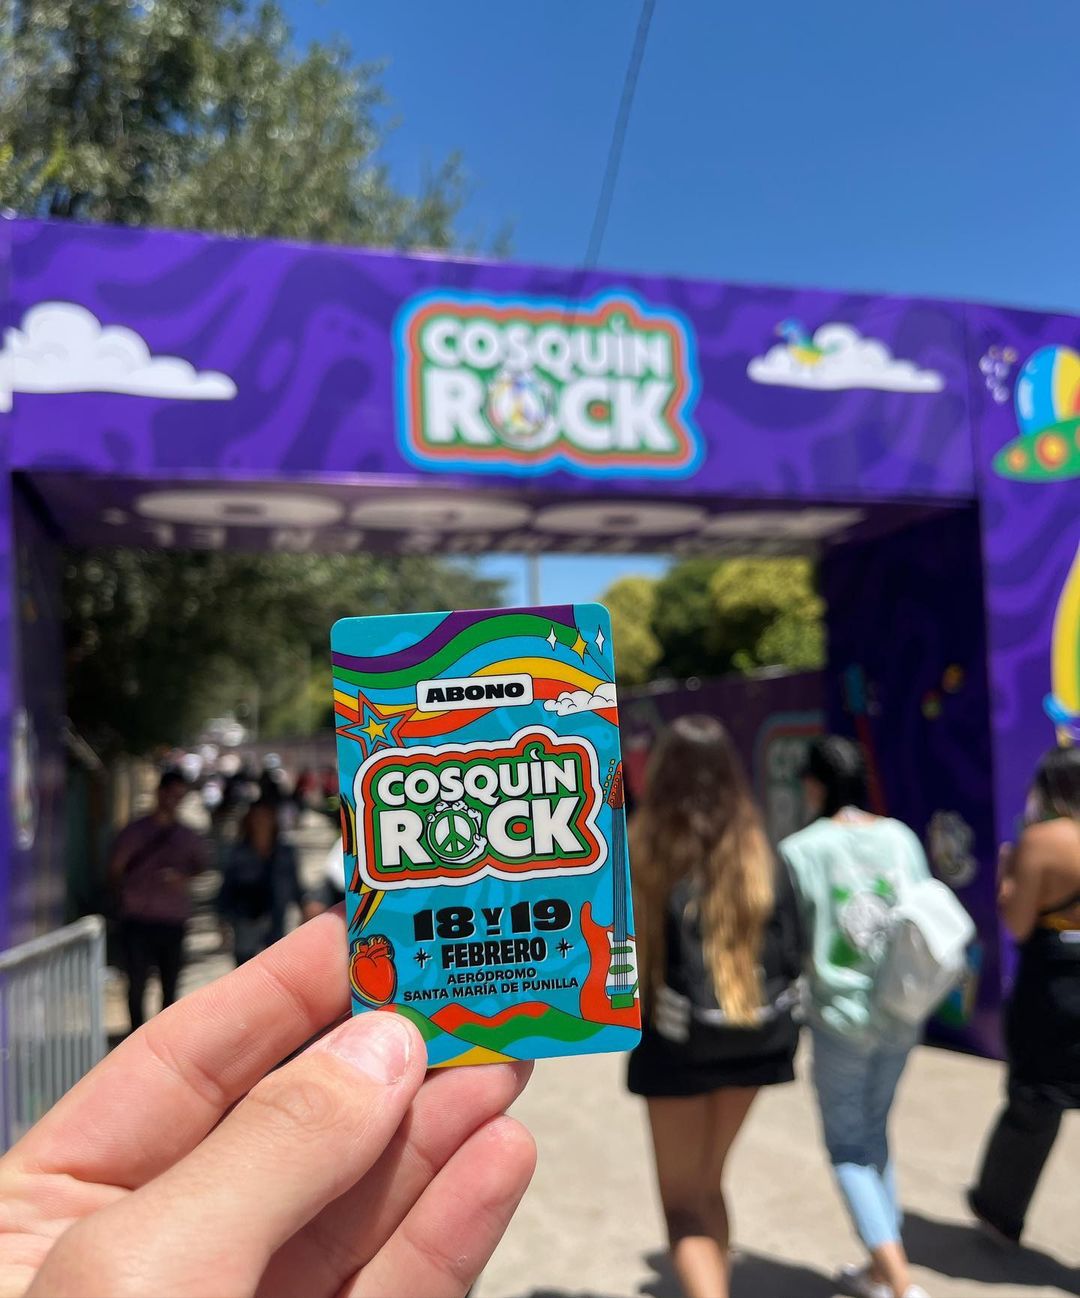 COSQUÍN
ROCK
ABONO
COSQUÍN
ROCK
18 Y 19
FEBRERO
AERÓDROMO
SANTA MARÍA DE PUNILLA